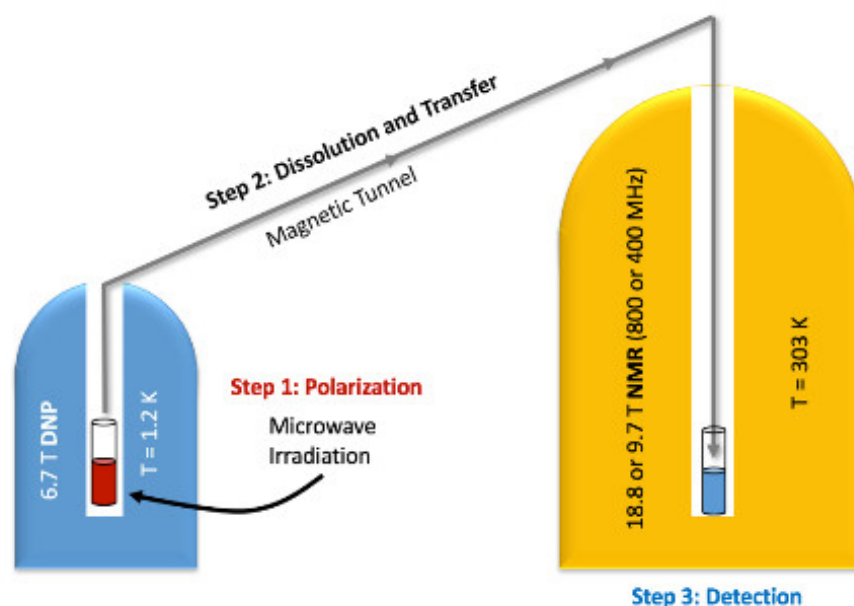 Step 2: Dissolution and Transfer
Magnetic Tunnel
6.7 T DNP
T = 1.2 K
Step 1: Polarization
Microwave
Irradiation
18.8 or 9.7 T NMR (800 or 400 MHz)
T = 303 K
Step 3: Detection